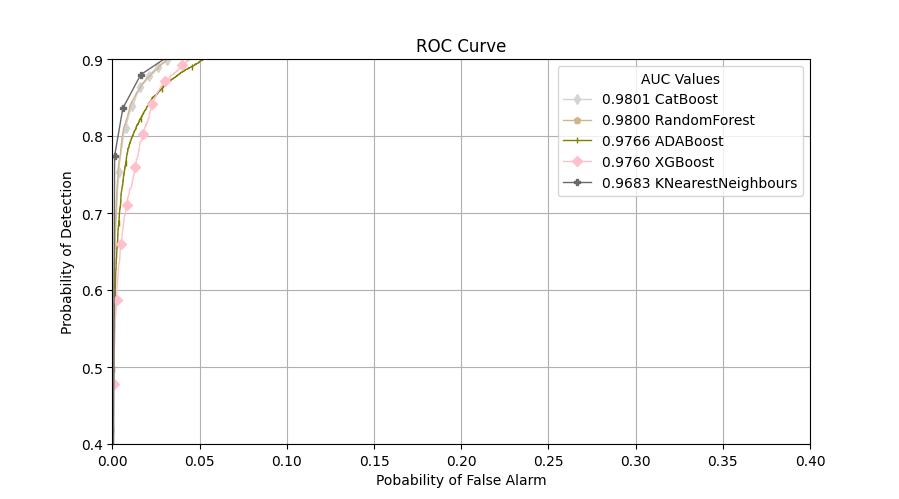 ROC Curve
0.9
0.8
0.7
0.6
0.5
0.4
Probability of Detection
AUC Values
0.9801 CatBoost
0.9800 RandomForest
0.9766 ADABoost
0.9760 XGBoost
0.9683 KNearestNeighbours
0.00 0.05 0.10 0.15 0.20 0.25 0.30 0.35 0.40
Pobability of False Alarm